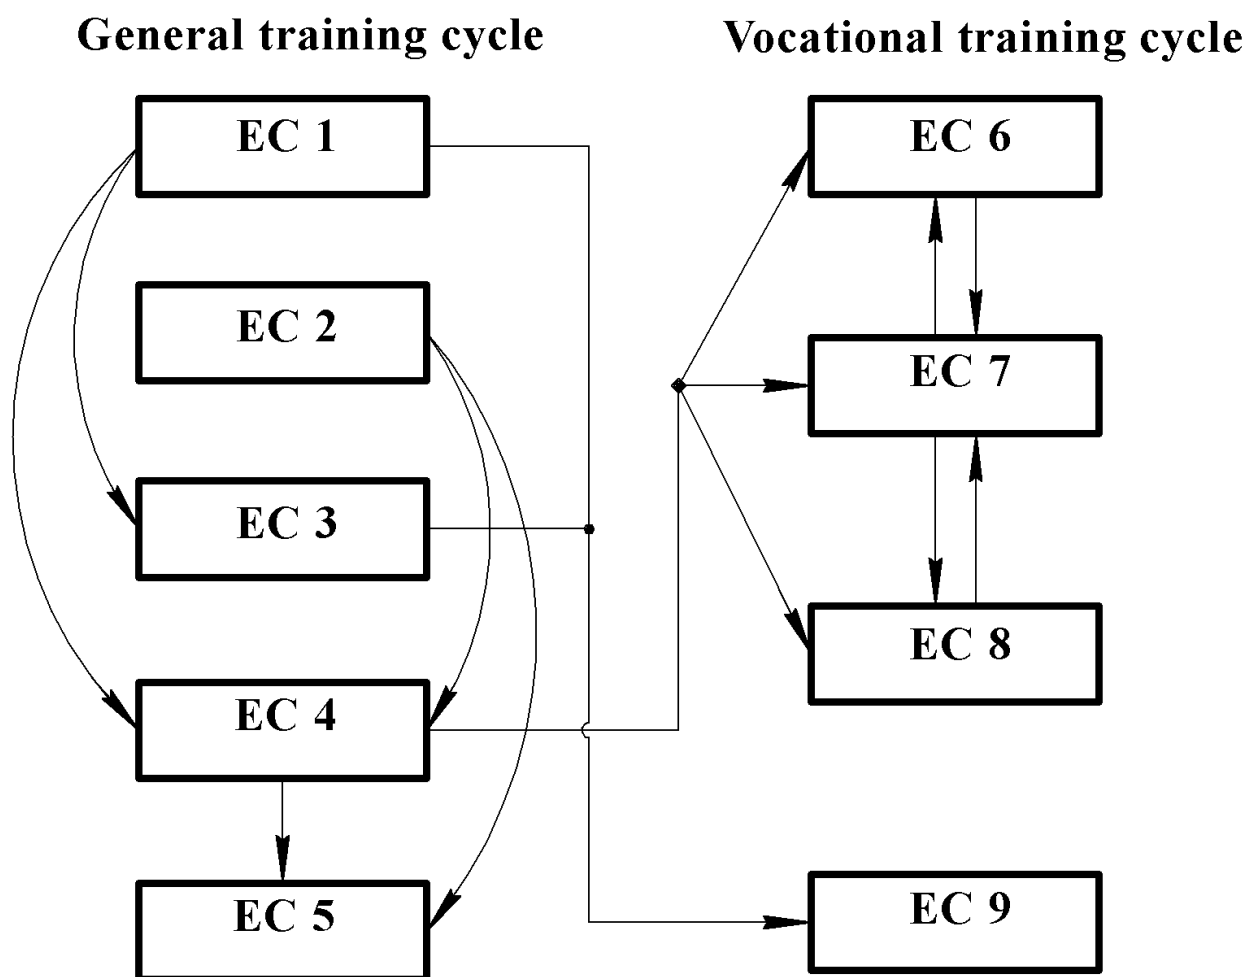 General training cycle
Vocational training cycle
EC 1
EC 2
EC 3
EC 4
EC 5
EC 6
EC 7
EC 8
EC 9